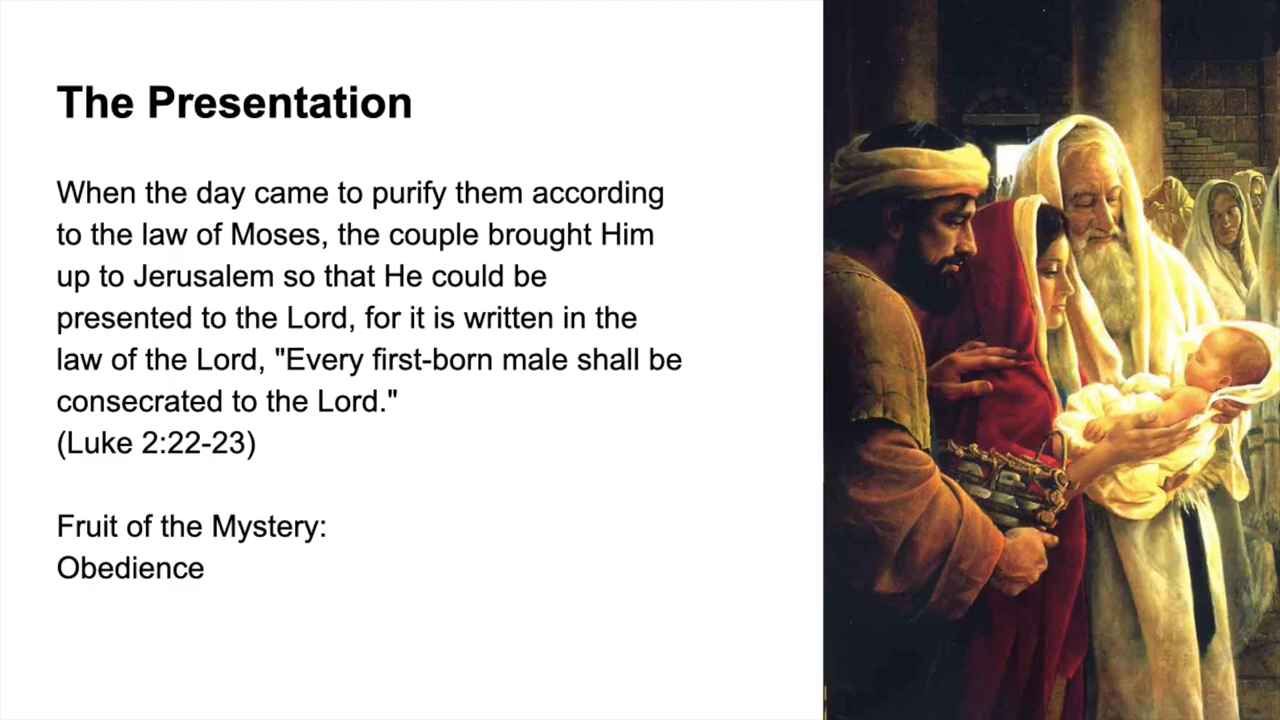 The Presentation
When the day came to purify them according
to the law of Moses, the couple brought Him
up to Jerusalem so that He could be
presented to the Lord, for it is written in the
law of the Lord, "Every first-born male shall be
consecrated to the Lord."
(Luke 2:22-23)
Fruit of the Mystery:
Obedience